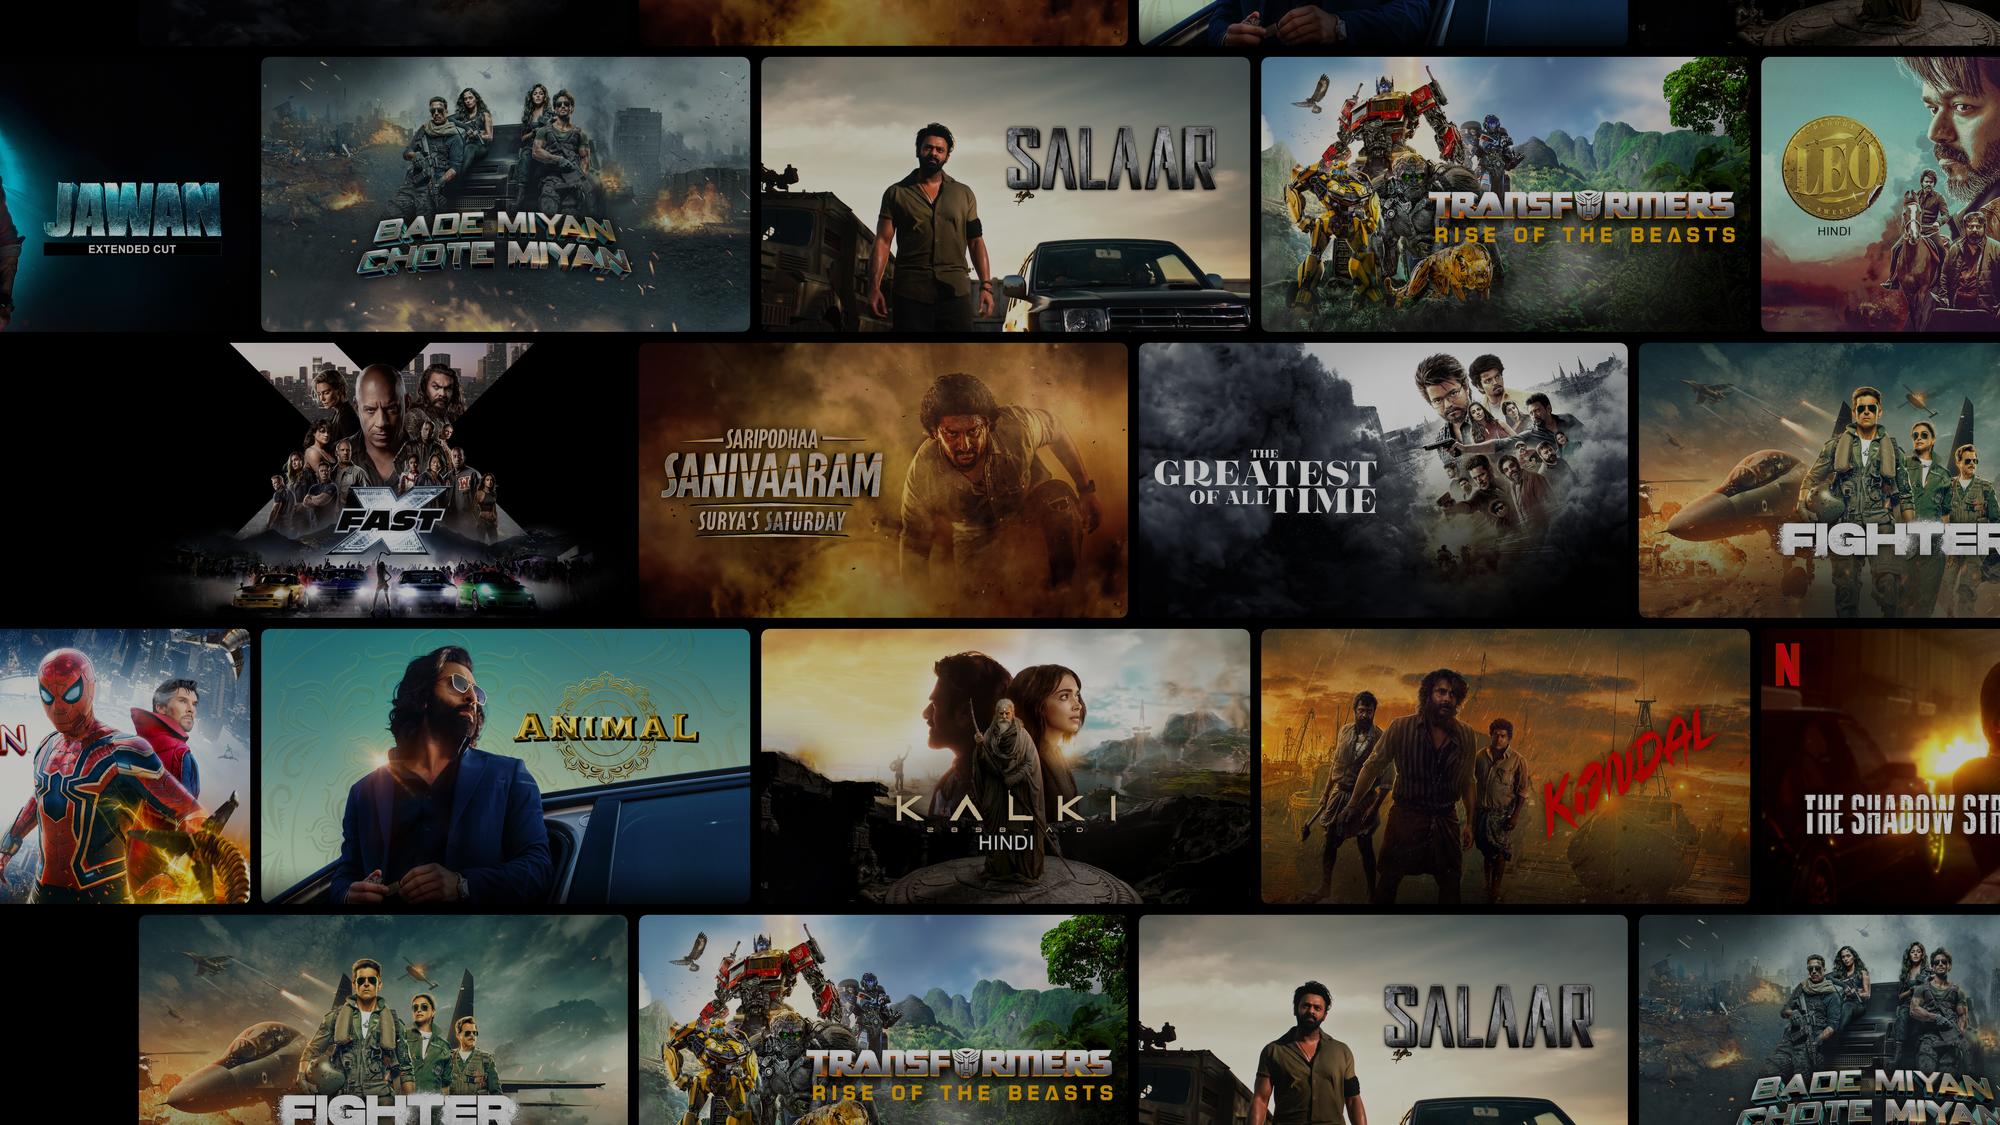 JAWAN
EXTENDED CUT
BADE MIYAN
CHOTE MIYAN
SALAAR
TRANSFORMERS
RISE OF THE BEASTS
LEO
SWEET
HINDI
FAST
X
SARIPODHAA
SANIVAARAM
SURYA'S SATURDAY
THE
GREATEST
OF ALL TIME
FIGHTER
N
ANIMAL
KALKI
2898-AD
HINDI
KONDAL
N
THE SHADOW STR
FIGHTER
TRANSFORMERS
RISE OF THE BEASTS
SALAAR
BADE MIYAN
CHOTE MIYAN